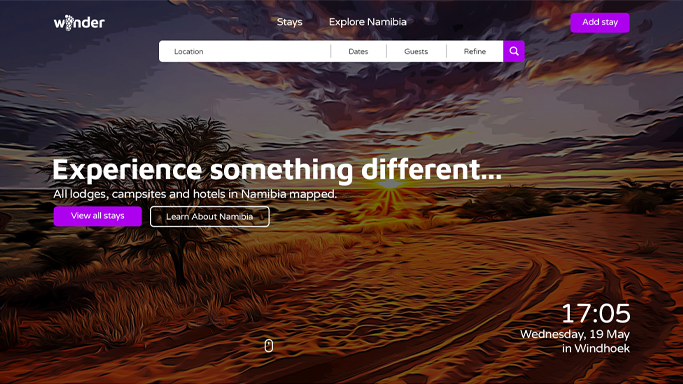 wonder
Stays
Explore Namibia
Add stay
Location
Dates
Guests
Refine
Experience something different...
All lodges, campsites and hotels in Namibia mapped.
View all stays
Learn About Namibia
17:05
Wednesday, 19 May
in Windhoek